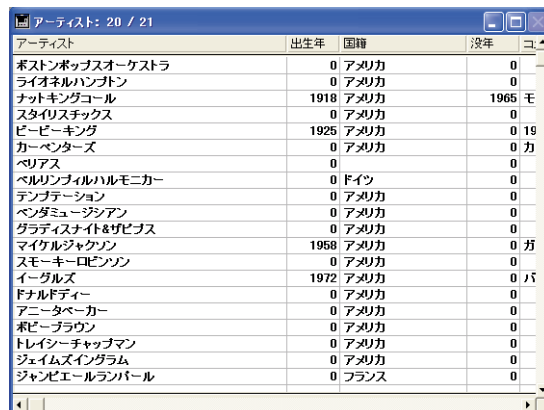 アーティスト: 20 / 21
アーティスト 出生年 国籍 没年 コ
ボストンポップスオーケストラ 0 アメリカ 0
ライオネルハンプトン 0 アメリカ 0
ナットキングコール 1918 アメリカ 1965 モ
スタイリスチックス 0 アメリカ 0
ビービーキング 1925 アメリカ 0 19
カーペンターズ 0 アメリカ 0 カ
ベリアス 0 0
ベルリンフィルハルモニカー 0 ドイツ 0
テンプテーション 0 アメリカ 0
ベンダミュージシアン 0 アメリカ 0
グラディスナイト&ザピプス 0 アメリカ 0
マイケルジャクソン 1958 アメリカ 0 ガ
スモーキーロビンソン 0 アメリカ 0
イーグルズ 1972 アメリカ 0 バ
ドナルドディー 0 アメリカ 0
アニータベーカー 0 アメリカ 0
ボビーブラウン 0 アメリカ 0
トレイシーチャップマン 0 アメリカ 0
ジェイムズイングラム 0 アメリカ 0
ジャンピエールランパール 0 フランス 0